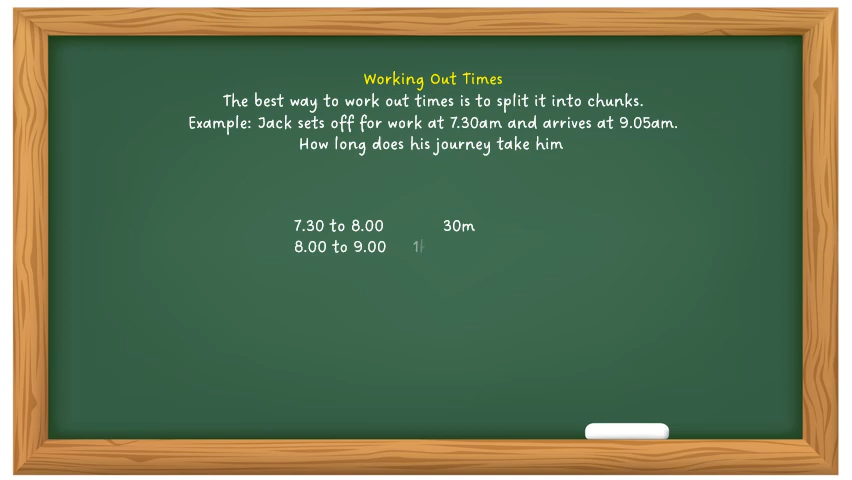 Working Out Times
The best way to work out times is to split it into chunks.
Example: Jack sets off for work at 7.30am and arrives at 9.05am.
How long does his journey take him
7.30 to 8.00 30m
8.00 to 9.00